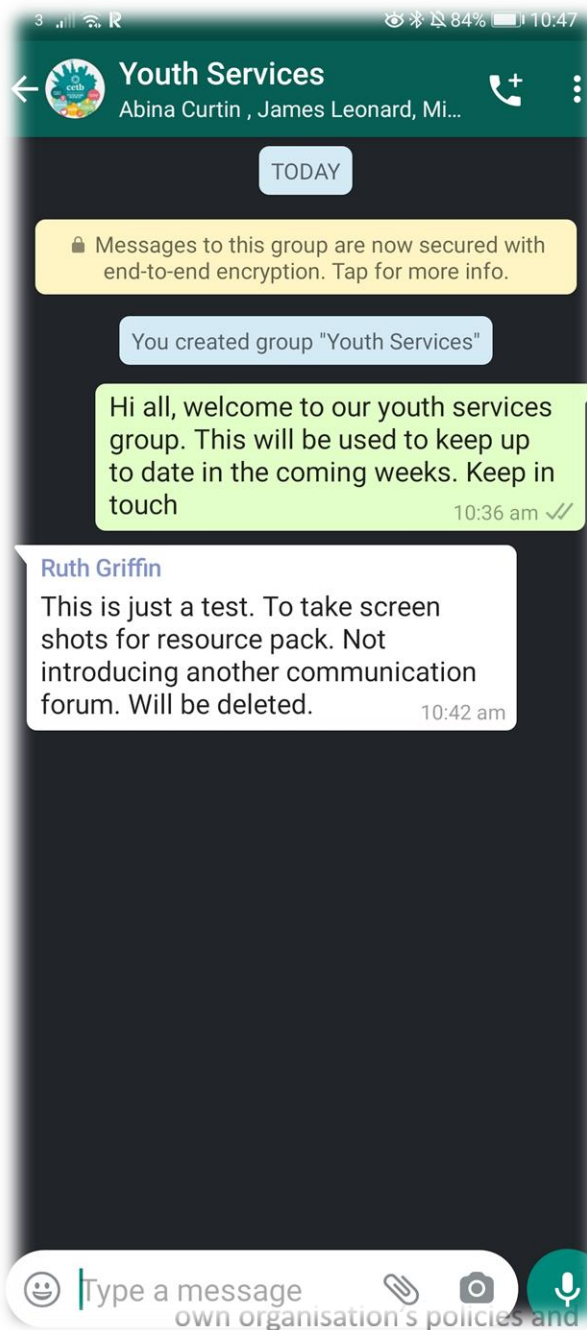 3 R 84% 10:47
cetb
Youth Services
Abina Curtin , James Leonard, Mi...
TODAY
Messages to this group are now secured with
end-to-end encryption. Tap for more info.
You created group "Youth Services"
Hi all, welcome to our youth services
group. This will be used to keep up
to date in the coming weeks. Keep in
touch
10:36 am
Ruth Griffin
This is just a test. To take screen
shots for resource pack. Not
introducing another communication
forum. Will be deleted.
10:42 am
Type a message
own organisation's policies and